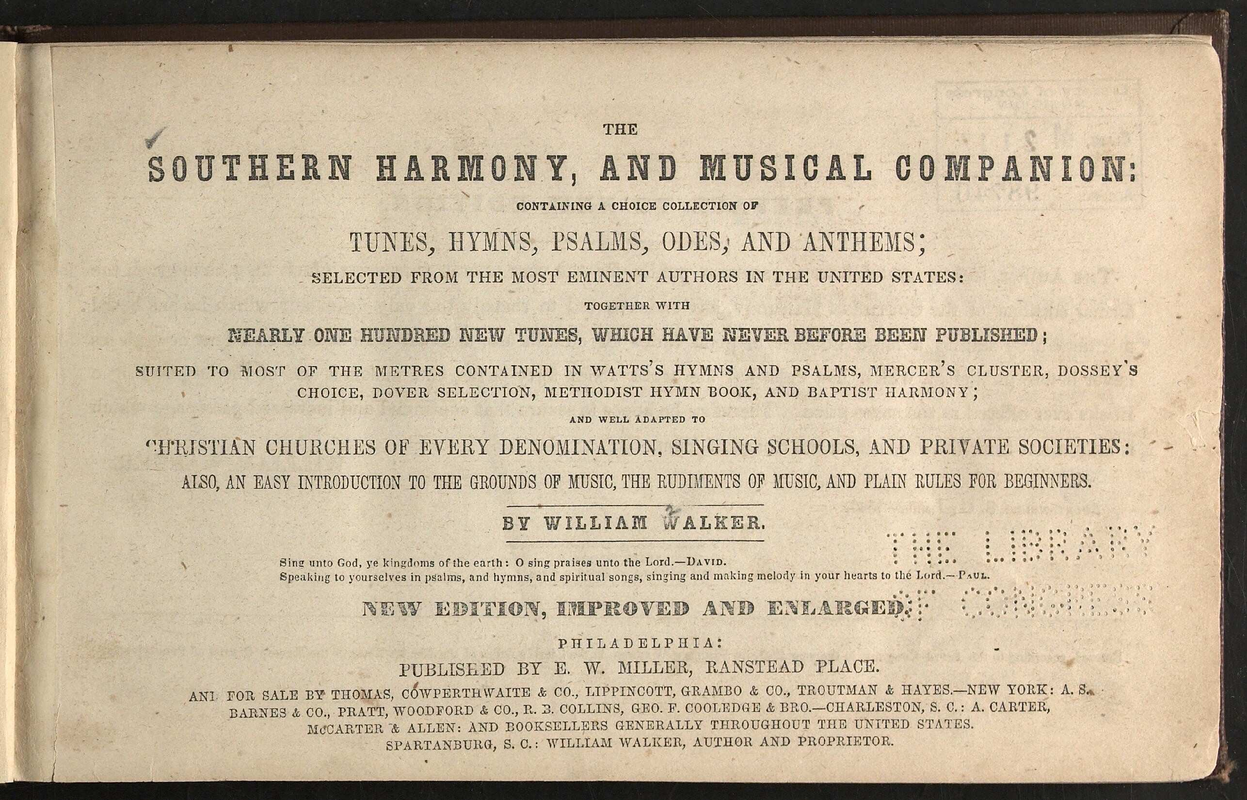 THE
SOUTHERN HARMONY, AND MUSICAL COMPANION:
CONTAINING A CHOICE COLLECTION OF
TUNES, HYMNS, PSALMS, ODES, AND ANTHEMS;
SELECTED FROM THE MOST EMINENT AUTHORS IN THE UNITED STATES:
TOGETHER WITH
NEARLY ONE HUNDRED NEW TUNES, WHICH HAVE NEVER BEFORE BEEN PUBLISHED;
SUITED TO MOST OF THE METRES CONTAINED IN WATTS'S HYMNS AND PSALMS, MERCER'S CLUSTER, DOSSEY'S
CHOICE, DOVER SELECTION, METHODIST HYMN BOOK, AND BAPTIST HARMONY;
AND WELL ADAPTED TO
CHRISTIAN CHURCHES OF EVERY DENOMINATION, SINGING SCHOOLS, AND PRIVATE SOCIETIES:
ALSO, AN EASY INTRODUCTION TO THE GROUNDS OF MUSIC, THE RUDIMENTS OF MUSIC, AND PLAIN RULES FOR BEGINNERS.
BY WILLIAM WALKER.
Sing unto God, ye kingdoms of the earth: O sing praises unto the Lord.—DAVID.
Speaking to yourselves in psalms, and hymns, and spiritual songs, singing and making melody in your hearts to the Lord.—PAUL.
THE LIBRARY
OF CONGRESS
NEW EDITION, IMPROVED AND ENLARGED.
PHILADELPHIA:
PUBLISHED BY E. W. MILLER, RANSTEAD PLACE.
AND FOR SALE BY THOMAS, COWPERTHWAITE & CO., LIPPINCOTT, GRAMBO & CO., TROUTMAN & HAYES.—NEW YORK: A. S.
BARNES & CO., PRATT, WOODFORD & CO., R. B. COLLINS, GEO. F. COOLEDGE & BRO.—CHARLESTON, S. C.: A. CARTER,
McCARTER & ALLEN: AND BOOKSELLERS GENERALLY THROUGHOUT THE UNITED STATES.
SPARTANBURG, S. C.: WILLIAM WALKER, AUTHOR AND PROPRIETOR.